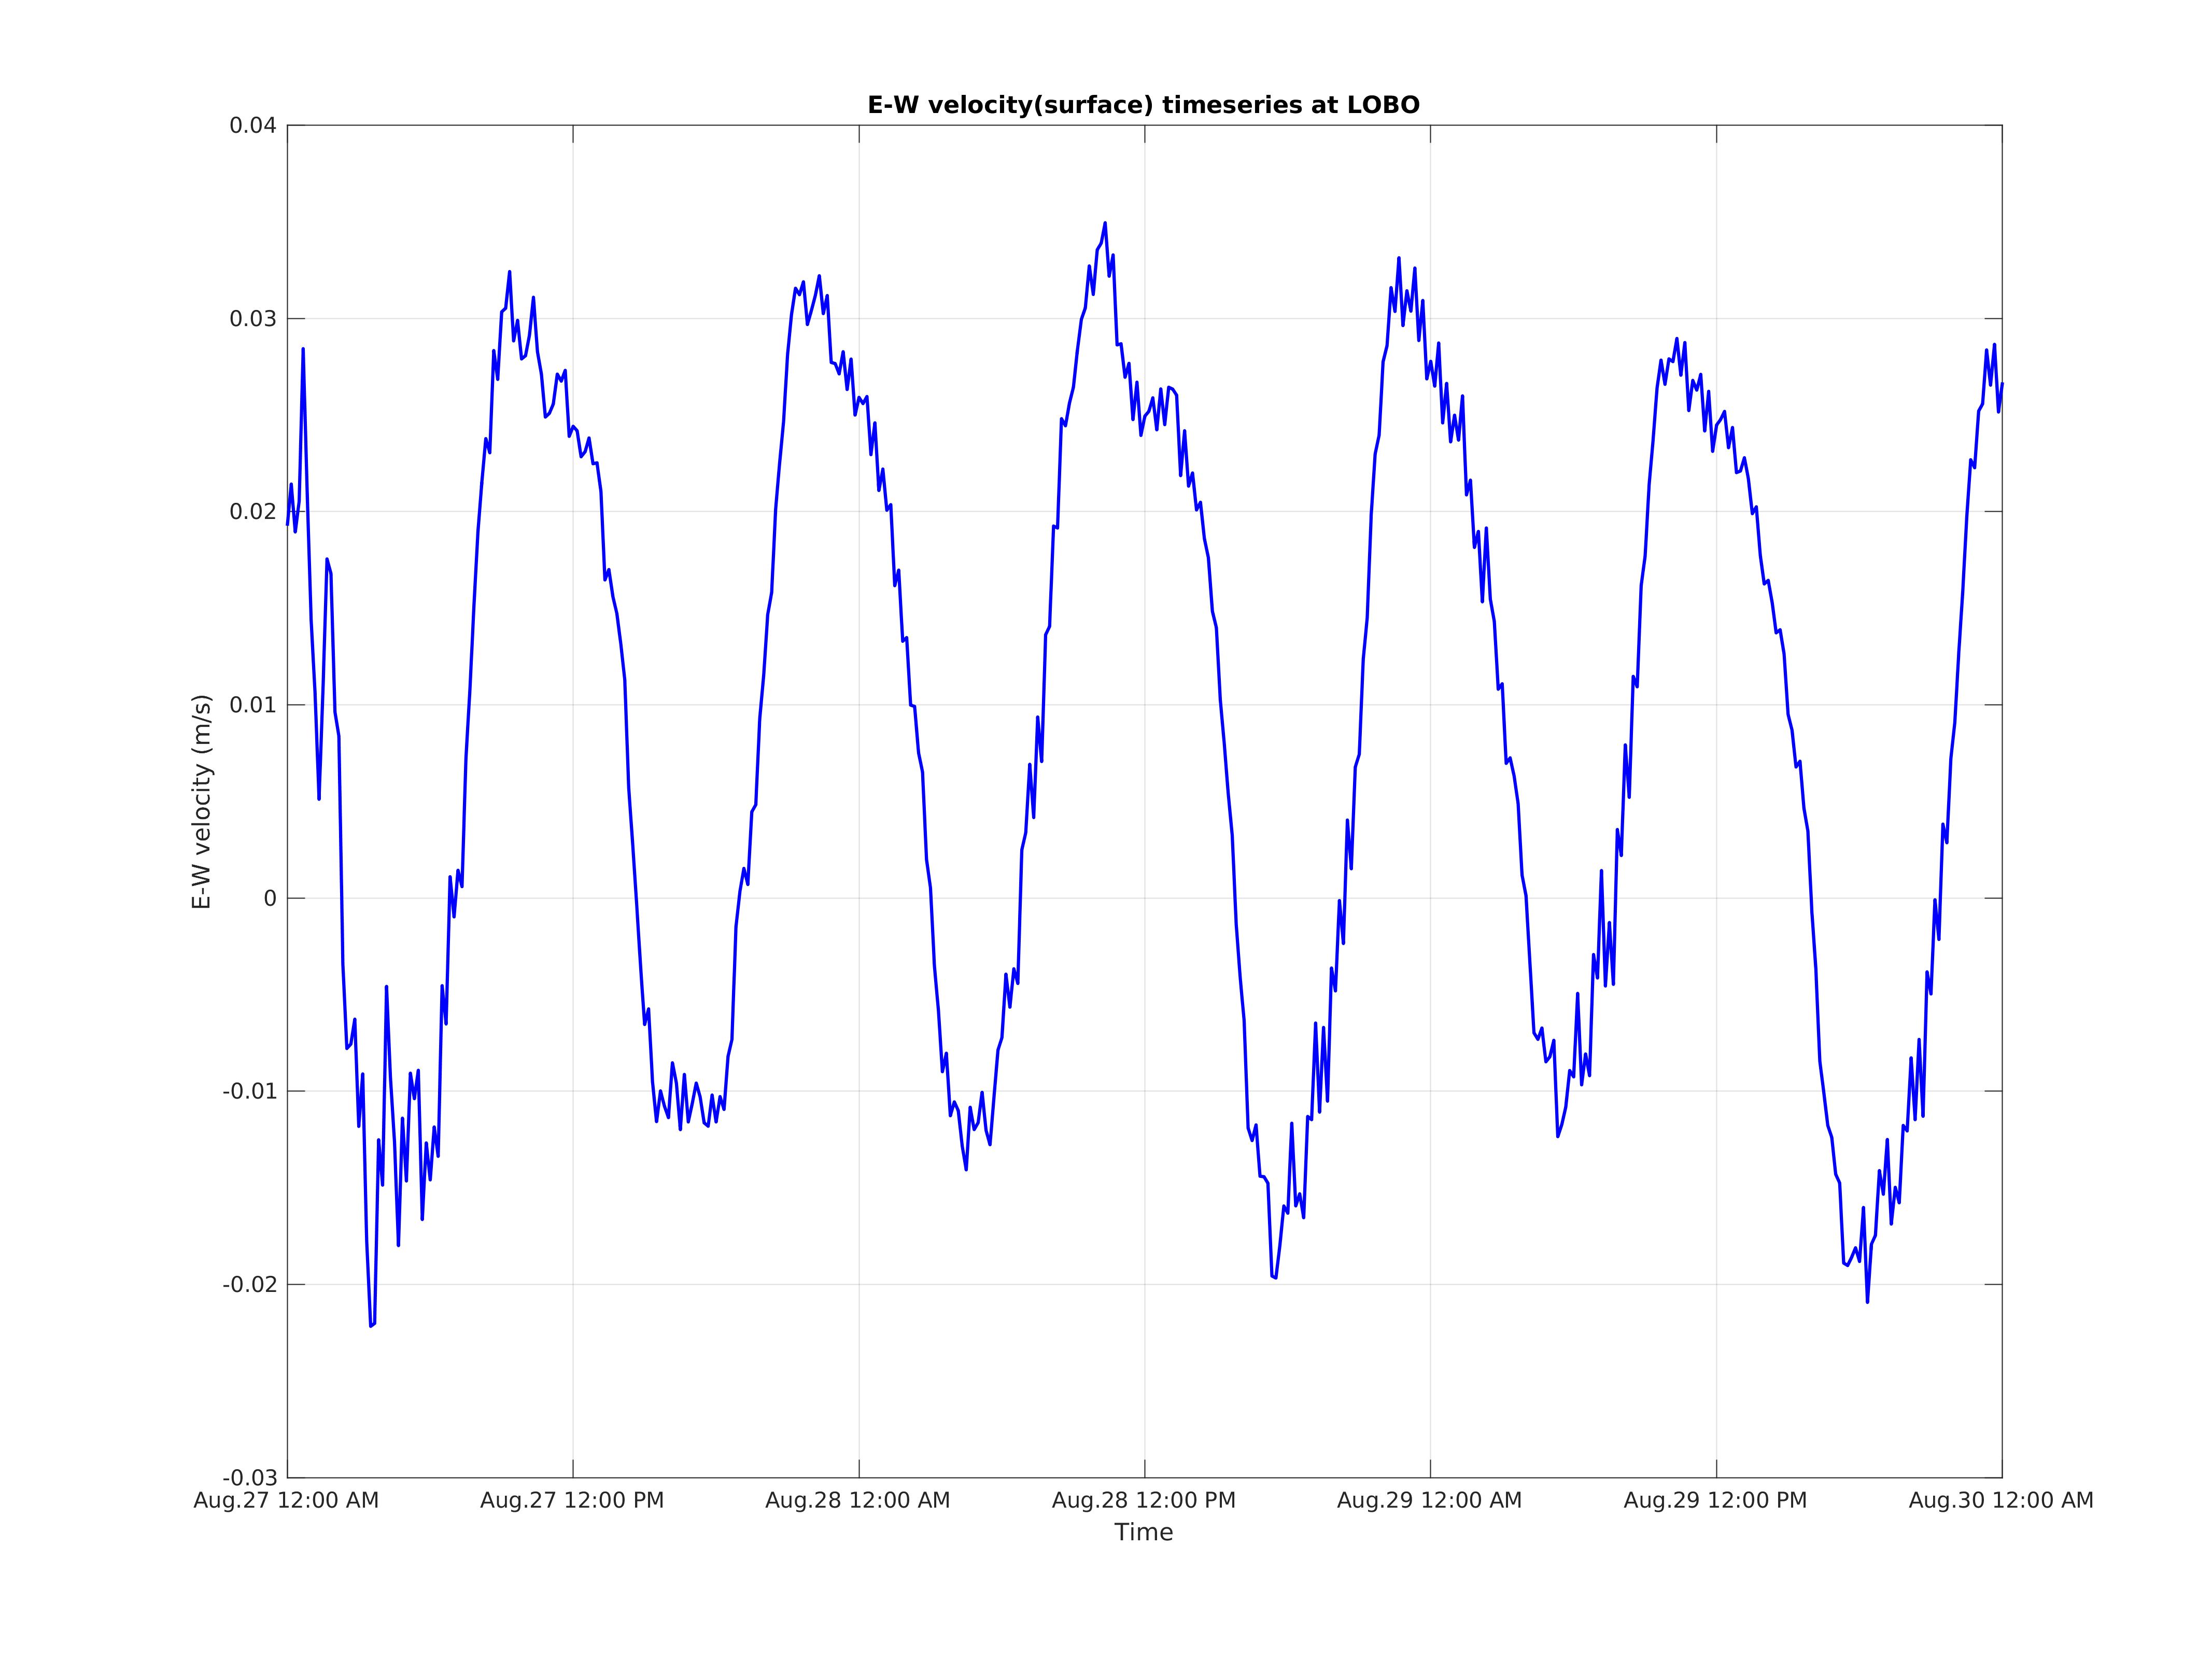 E-W velocity(surface) timeseries at LOBO
0.04
0.03
0.02
0.01
0
-0.01
-0.02
-0.03
E-W velocity (m/s)
Aug.27 12:00 AM
Aug.27 12:00 PM
Aug.28 12:00 AM
Aug.28 12:00 PM
Aug.29 12:00 AM
Aug.29 12:00 PM
Aug.30 12:00 AM
Time